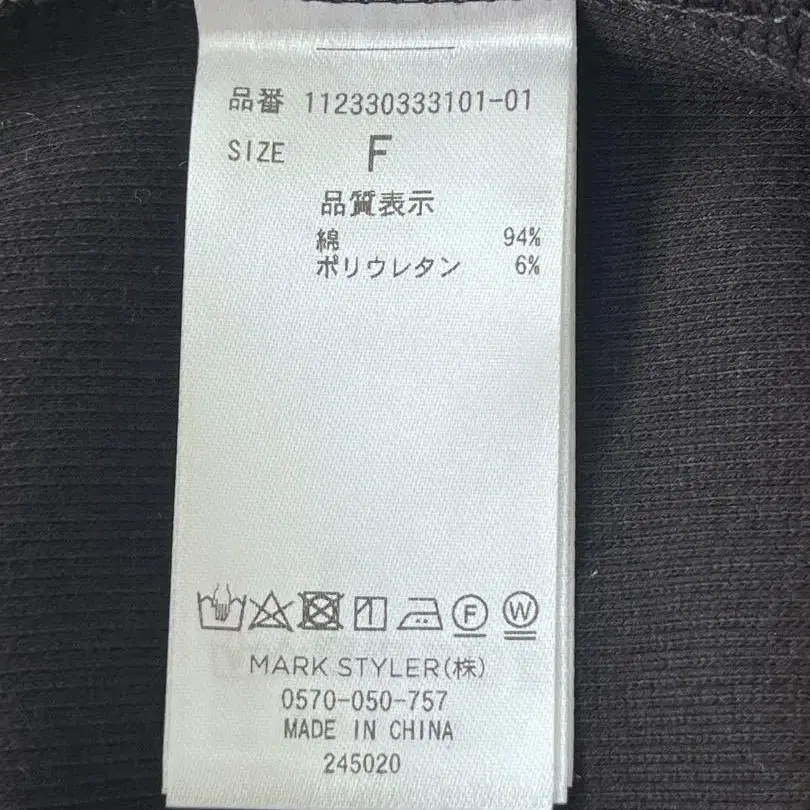 品番 112330333101-01
SIZE F
品質表示
綿 94%
ポリウレタン 6%
F W
MARK STYLER(株)
0570-050-757
MADE IN CHINA
245020